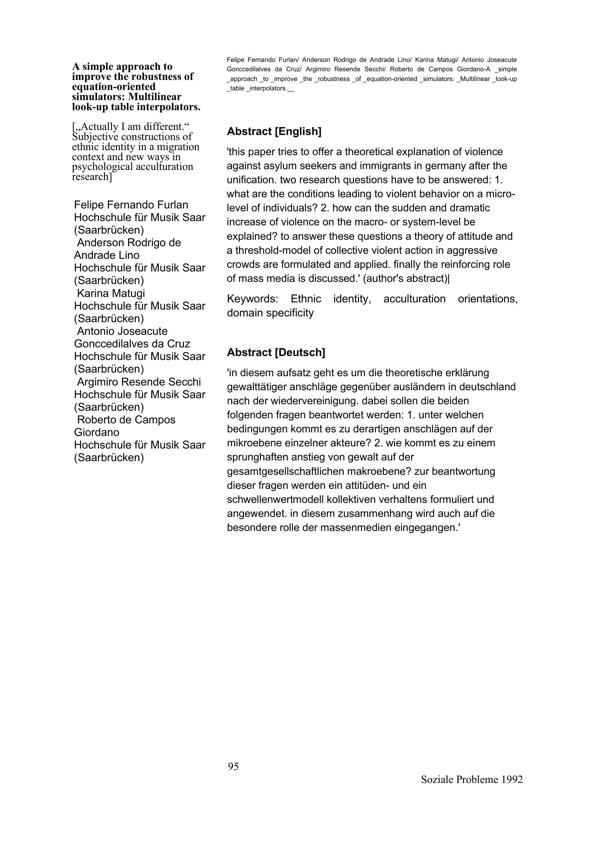 A simple approach to
improve the robustness of
equation-oriented
simulators: Multilinear
look-up table interpolators.
[„Actually I am different.“
Subjective constructions of
ethnic identity in a migration
context and new ways in
psychological acculturation
research]
Felipe Fernando Furlan
Hochschule für Musik Saar
(Saarbrücken)
Anderson Rodrigo de
Andrade Lino
Hochschule für Musik Saar
(Saarbrücken)
Karina Matugi
Hochschule für Musik Saar
(Saarbrücken)
Antonio Joseacute
Gonccedilalves da Cruz
Hochschule für Musik Saar
(Saarbrücken)
Argimiro Resende Secchi
Hochschule für Musik Saar
(Saarbrücken)
Roberto de Campos
Giordano
Hochschule für Musik Saar
(Saarbrücken)
Felipe Fernando Furlan/ Anderson Rodrigo de Andrade Lino/ Karina Matugi/ Antonio Joseacute
Gonccedilalves da Cruz/ Argimiro Resende Secchi/ Roberto de Campos Giordano-A _simple
_approach _to _improve _the _robustness _of _equation-oriented _simulators: _Multilinear _look-up
_table _interpolators.__
Abstract [English]
'this paper tries to offer a theoretical explanation of violence
against asylum seekers and immigrants in germany after the
unification. two research questions have to be answered: 1.
what are the conditions leading to violent behavior on a micro-
level of individuals? 2. how can the sudden and dramatic
increase of violence on the macro- or system-level be
explained? to answer these questions a theory of attitude and
a threshold-model of collective violent action in aggressive
crowds are formulated and applied. finally the reinforcing role
of mass media is discussed.' (author's abstract)|
Keywords: Ethnic identity, acculturation orientations,
domain specificity
Abstract [Deutsch]
'in diesem aufsatz geht es um die theoretische erklärung
gewalttätiger anschläge gegenüber ausländern in deutschland
nach der wiedervereinigung. dabei sollen die beiden
folgenden fragen beantwortet werden: 1. unter welchen
bedingungen kommt es zu derartigen anschlägen auf der
mikroebene einzelner akteure? 2. wie kommt es zu einem
sprunghaften anstieg von gewalt auf der
gesamtgesellschaftlichen makroebene? zur beantwortung
dieser fragen werden ein attitüden- und ein
schwellenwertmodell kollektiven verhaltens formuliert und
angewendet. in diesem zusammenhang wird auch auf die
besondere rolle der massenmedien eingegangen.'
95
Soziale Probleme 1992